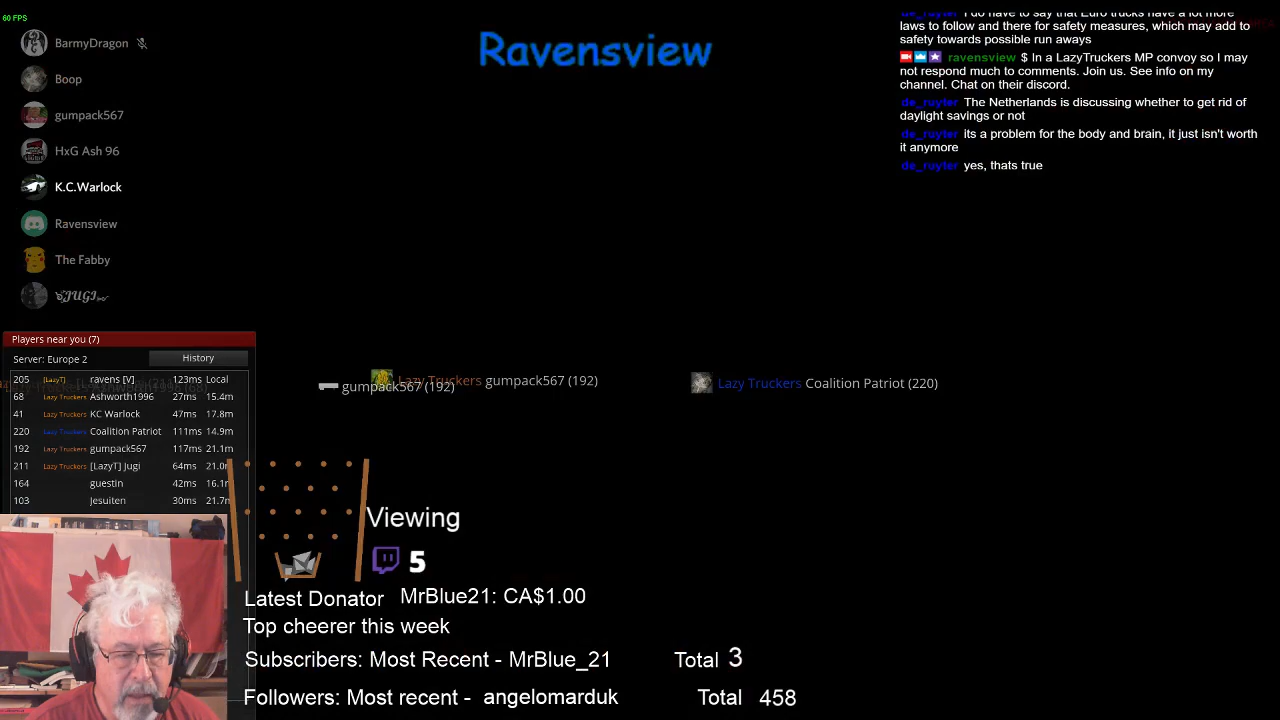 60 FPS
BarmyDragon
Boop
gumpack567
HxG Ash 96
K.C.Warlock
Ravensview
The Fabby
JUGI
Ravensview
de_ruyter I do have to say that Euro trucks have a lot more
laws to follow and there for safety measures, which may add to
safety towards possible run aways
ravensview $ In a LazyTruckers MP convoy so I may
not respond much to comments. Join us. See info on my
channel. Chat on their discord.
de_ruyter The Netherlands is discussing whether to get rid of
daylight savings or not
de_ruyter its a problem for the body and brain, it just isn't worth
it anymore
de_ruyter yes, thats true
Players near you (7)
Server: Europe 2 History
205 [LazyT] ravens [V] 123ms Local
68 Lazy Truckers Ashworth1996 27ms 15.4m
41 Lazy Truckers KC Warlock 47ms 17.8m
220 Lazy Truckers Coalition Patriot 111ms 14.9m
192 Lazy Truckers gumpack567 117ms 21.1m
211 Lazy Truckers [LazyT] Jugi 64ms 21.0m
164 guestin 42ms 16.1
103 Jesuiten 30ms 21.7
Lazy Truckers gumpack567 (192)
gumpack567 (192)
Lazy Truckers Coalition Patriot (220)
Viewing
5
Latest Donator MrBlue21: CA$1.00
Top cheerer this week
Subscribers: Most Recent - MrBlue_21 Total 3
Followers: Most recent - angelomarduk Total 458